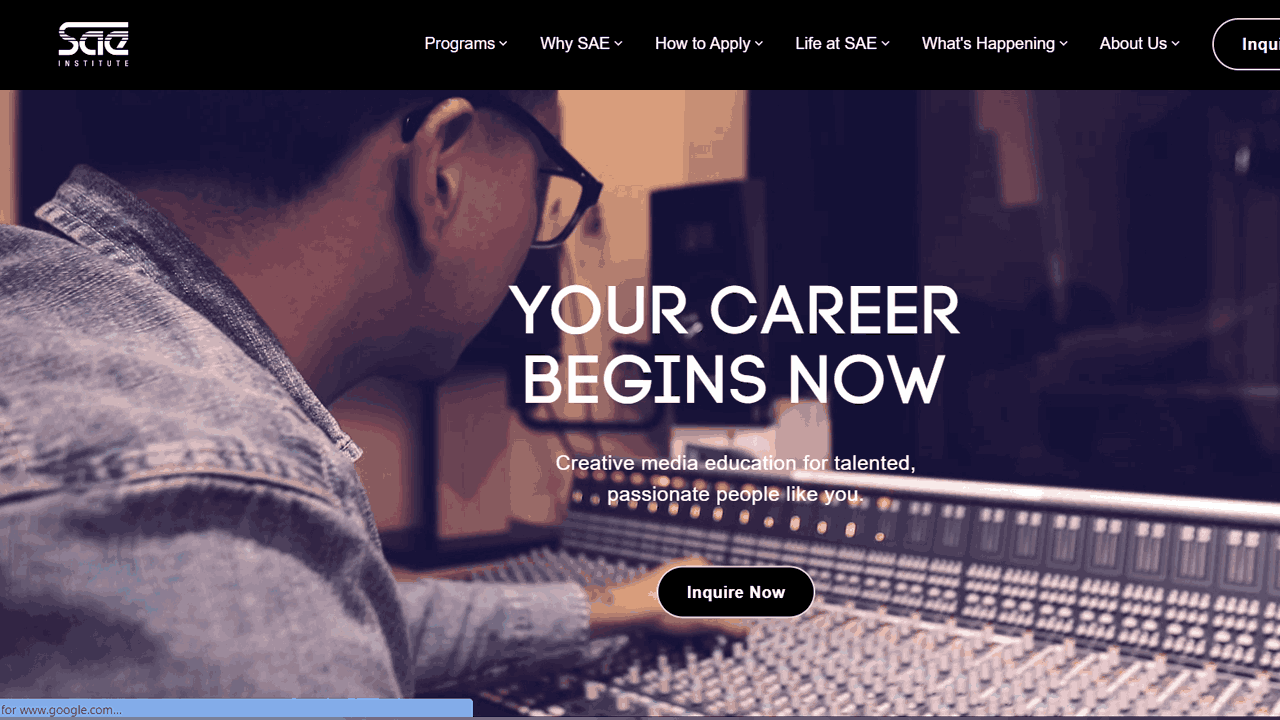 sae
INSTITUTE
Programs
Why SAE
How to Apply
Life at SAE
What's Happening
About Us
Inqui
YOUR CAREER
BEGINS NOW
Creative media education for talented,
passionate people like you.
Inquire Now
for www.google.com...